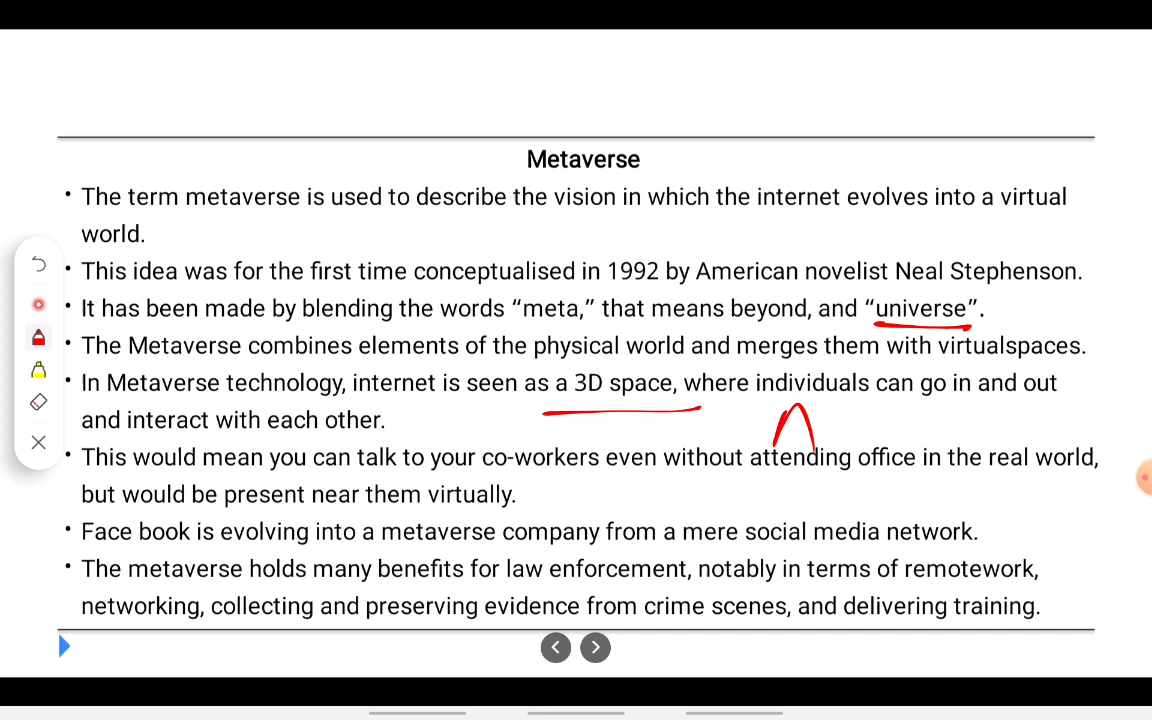 Metaverse
• The term metaverse is used to describe the vision in which the internet evolves into a virtual
world.
• This idea was for the first time conceptualised in 1992 by American novelist Neal Stephenson.
• It has been made by blending the words “meta,” that means beyond, and “universe”.
• The Metaverse combines elements of the physical world and merges them with virtualspaces.
• In Metaverse technology, internet is seen as a 3D space, where individuals can go in and out
and interact with each other.
• This would mean you can talk to your co-workers even without attending office in the real world,
but would be present near them virtually.
• Face book is evolving into a metaverse company from a mere social media network.
• The metaverse holds many benefits for law enforcement, notably in terms of remotework,
networking, collecting and preserving evidence from crime scenes, and delivering training.